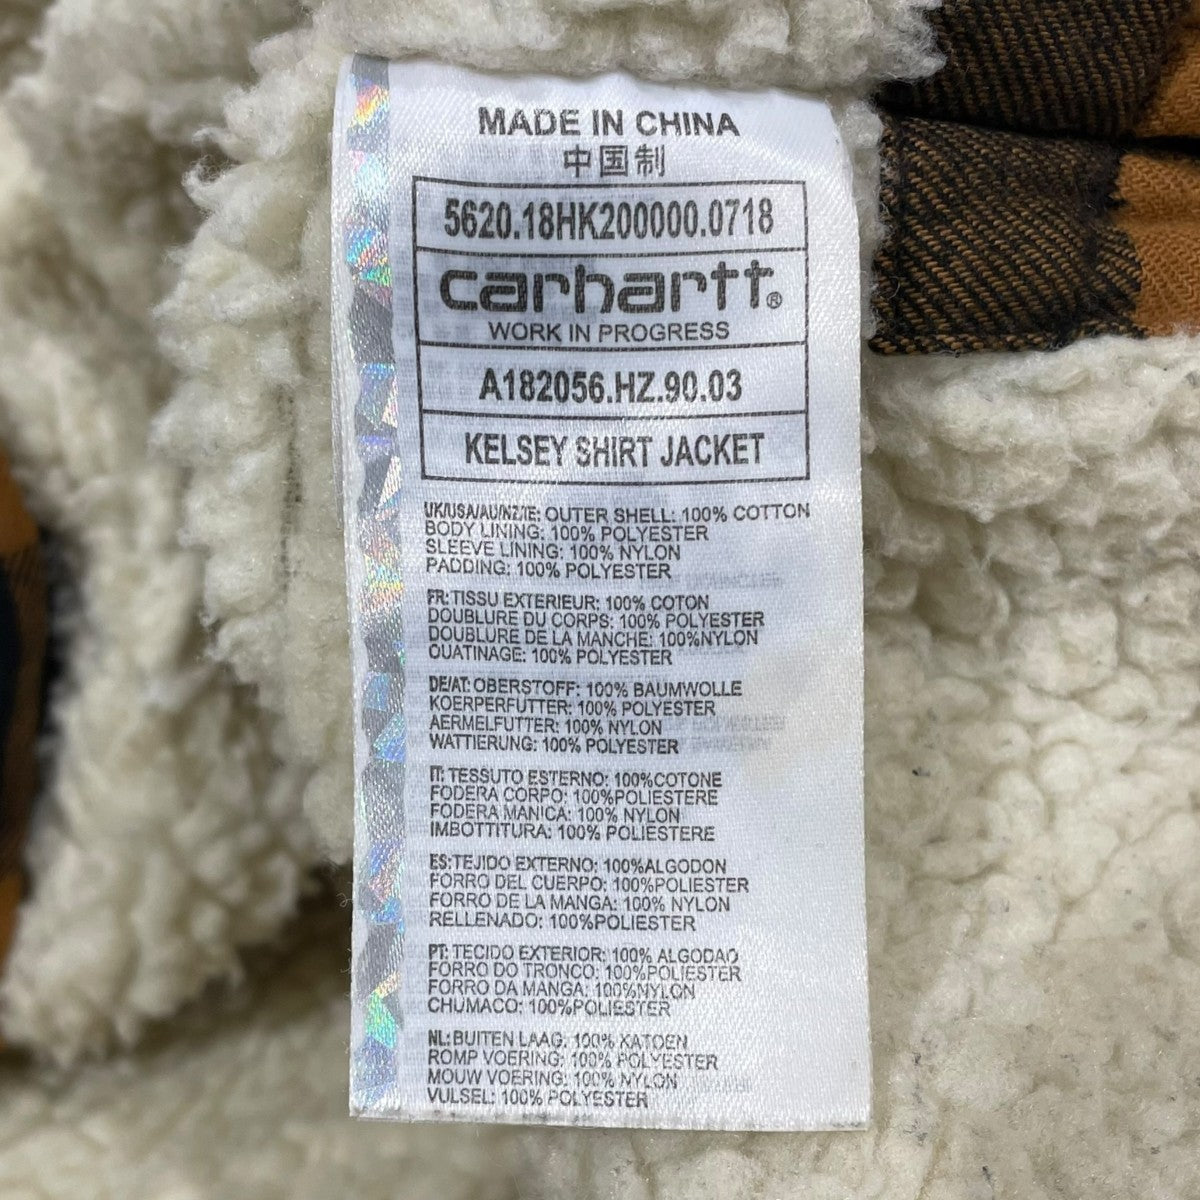 MADE IN CHINA
中国制
5620.18HK200000.0718
carhartt®
WORK IN PROGRESS
A182056.HZ.90.03
KELSEY SHIRT JACKET
UK/USA/AU/NZ/IE: OUTER SHELL: 100% COTTON
BODY LINING: 100% POLYESTER
SLEEVE LINING: 100% NYLON
PADDING: 100% POLYESTER
FR: TISSU EXTERIEUR: 100% COTON
DOUBLURE DU CORPS: 100% POLYESTER
DOUBLURE DE LA MANCHE: 100%NYLON
OUATINAGE: 100% POLYESTER
DE/AT: OBERSTOFF: 100% BAUMWOLLE
KOERPERFUTTER: 100% POLYESTER
AERMELFUTTER: 100% NYLON
WATTIERUNG: 100% POLYESTER
IT: TESSUTO ESTERNO: 100%COTONE
FODERA CORPO: 100% POLIESTERE
FODERA MANICA: 100% NYLON
IMBOTTITURA: 100% POLIESTERE
ES:TEJIDO EXTERNO: 100%ALGODON
FORRO DEL CUERPO: 100%POLIESTER
FORRO DE LA MANGA: 100% NYLON
RELLENADO: 100%POLIESTER
PT: TECIDO EXTERIOR: 100% ALGODAO
FORRO DO TRONCO: 100%POLIESTER
FORRO DA MANGA: 100%NYLON
CHUMACO: 100%POLIESTER
NL: BUITEN LAAG: 100% KATOEN
ROMP VOERING: 100% POLYESTER
MOUW VOERING: 100% NYLON
VULSEL: 100% POLYESTER